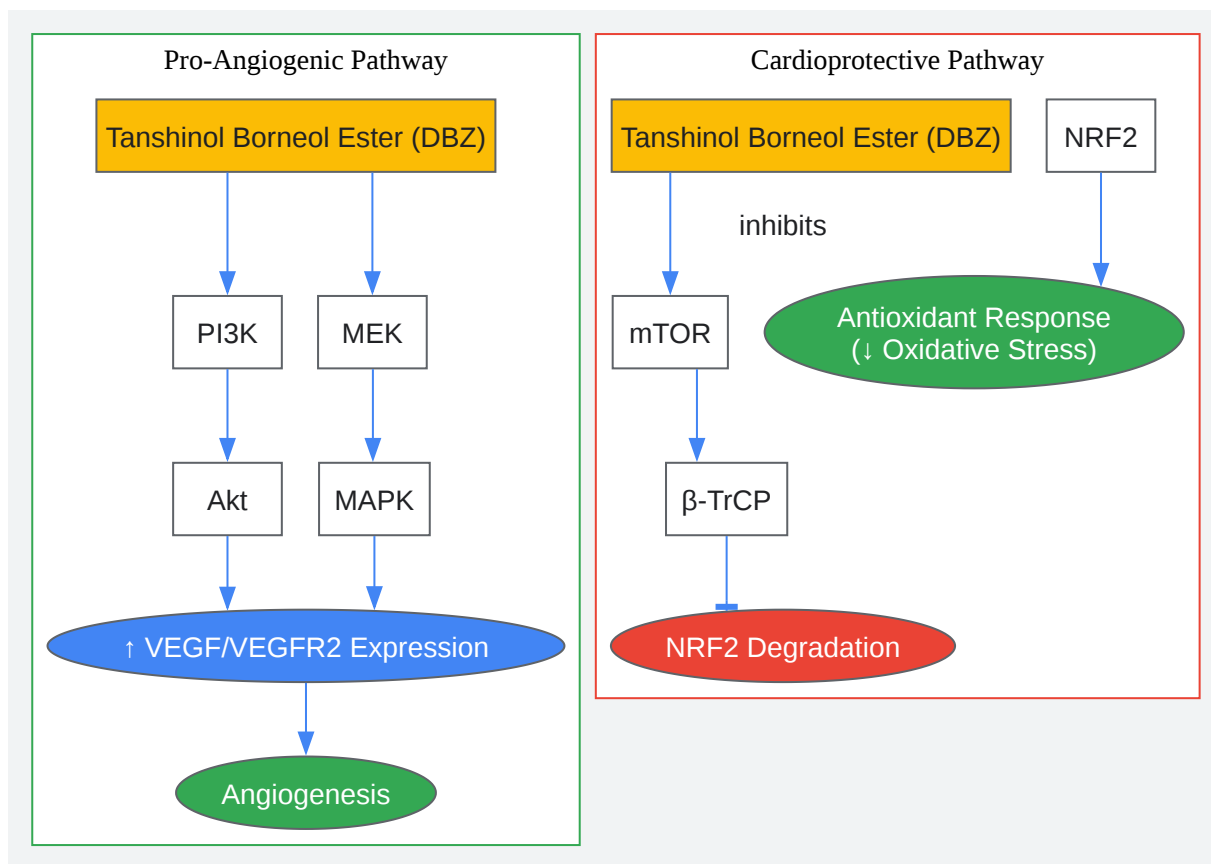 Pro-Angiogenic Pathway
Tanshinol Borneol Ester (DBZ)
PI3K
MEK
Akt
MAPK
↑ VEGF/VEGFR2 Expression
Angiogenesis
Cardioprotective Pathway
Tanshinol Borneol Ester (DBZ)
NRF2
inhibits
mTOR
Antioxidant Response
(↓ Oxidative Stress)
β-TrCP
NRF2 Degradation